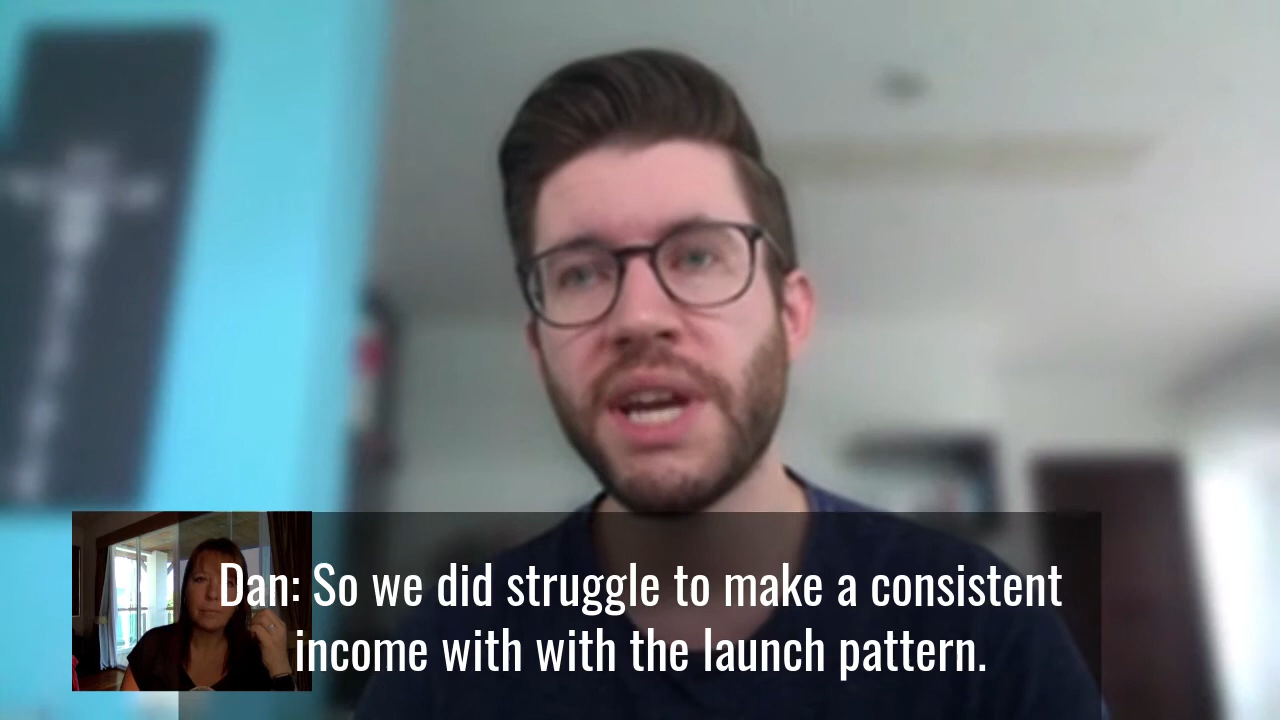 Dan: So we did struggle to make a consistent
income with with the launch pattern.